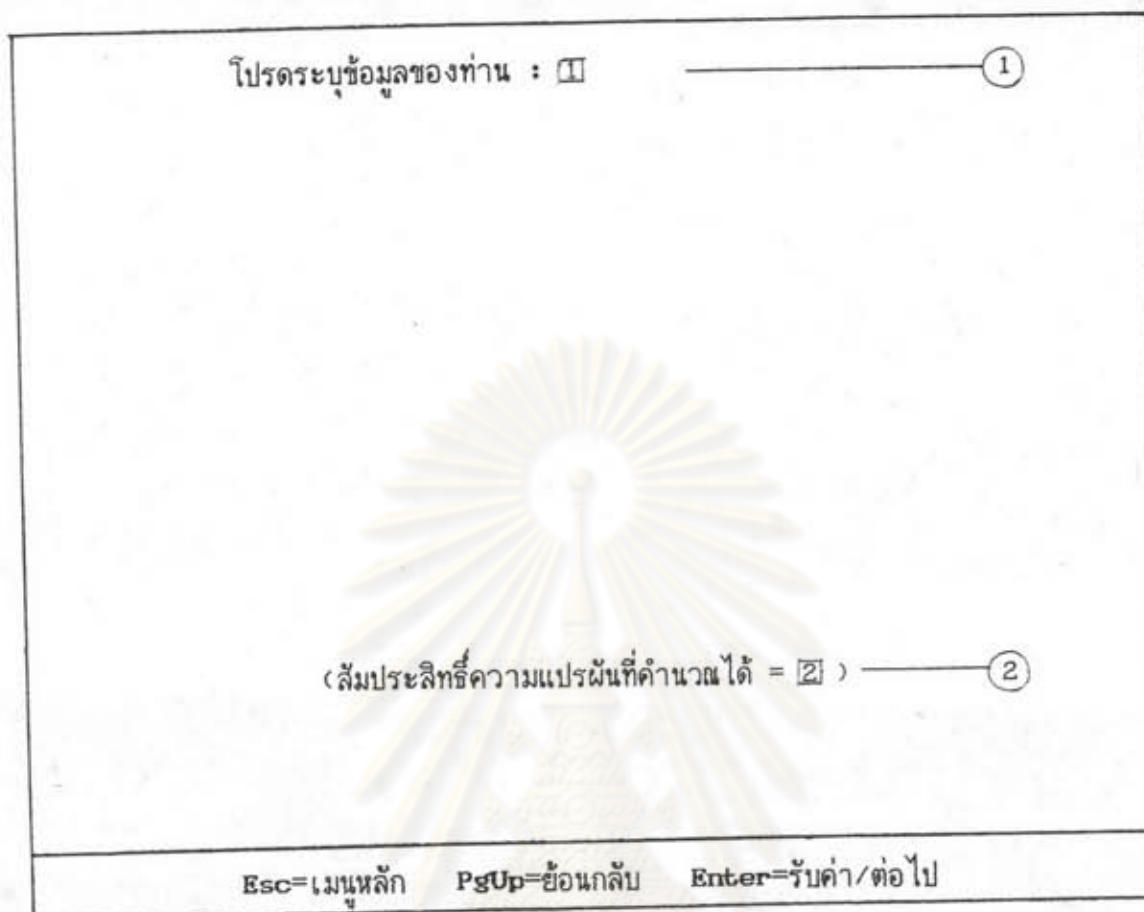 โปรดระบุข้อมูลของท่าน : 1 1
(สัมประสิทธิ์ความแปรผันที่คำนวณได้ = 2 ) 2
Esc=เมนูหลัก PgUp=ย้อนกลับ Enter=รับค่า/ต่อไป